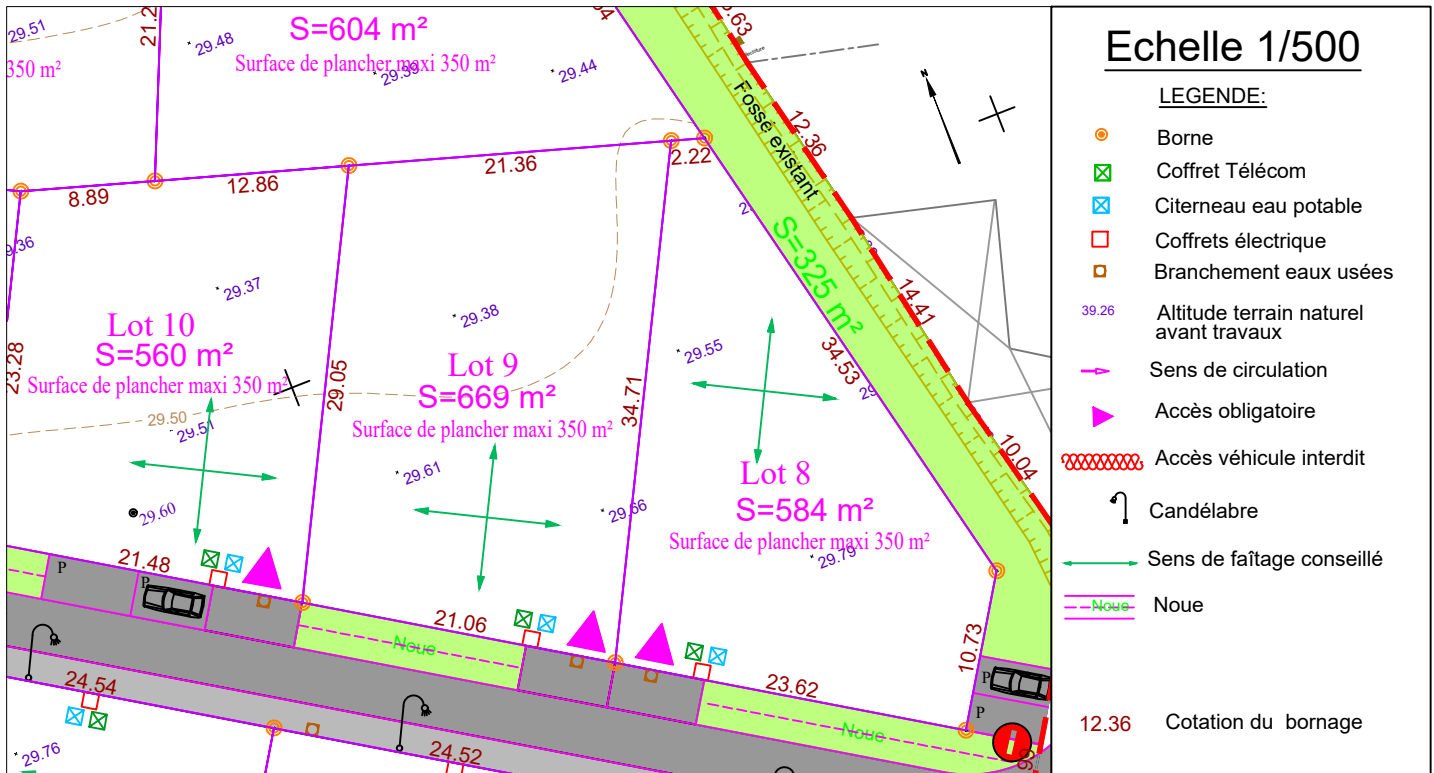 29.51
21.2
S=604 m²
29.48
350 m²
Surface de plancher maxi 350 m²
29.39
29.44
Fossé existant
12.36
21.36
2.22
12.86
8.89
29.37
29.38
S=325 m²
14.41
Lot 10
S=560 m²
Surface de plancher maxi 350 m²
23.28
29.05
Lot 9
S=669 m²
Surface de plancher maxi 350 m²
29.55
34.53
34.71
29.50
29.51
29.61
10.04
Lot 8
S=584 m²
Surface de plancher maxi 350 m²
29.60
29.66
29.79
21.48
P
P
21.06
Noue
10.73
P
P
23.62
Noue
24.54
24.52
29.76
N
Echelle 1/500
LEGENDE:
Borne
Coffret Télécom
Citerneau eau potable
Coffrets électrique
Branchement eaux usées
39.26 Altitude terrain naturel
avant travaux
Sens de circulation
Accès obligatoire
Accès véhicule interdit
Candélabre
Sens de faîtage conseillé
Noue Noue
12.36 Cotation du bornage